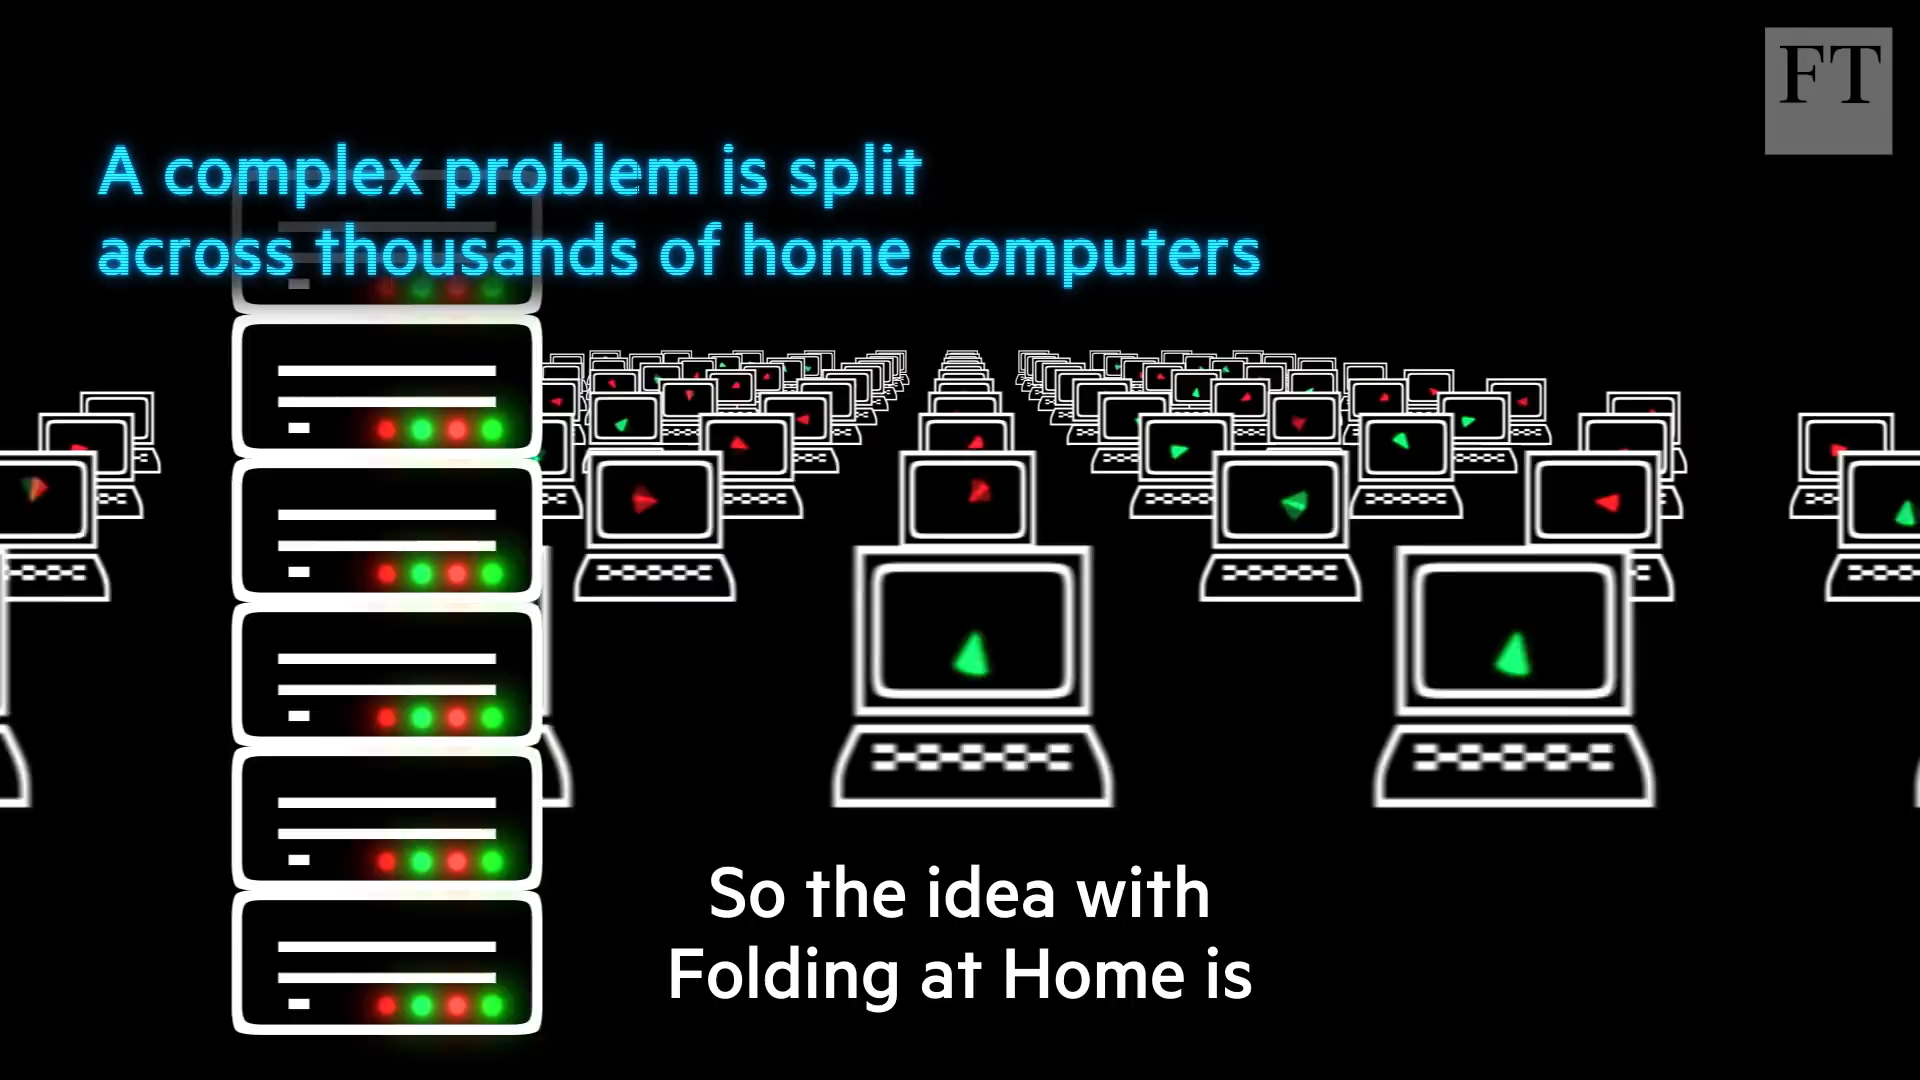 FT
A complex problem is split
across thousands of home computers
So the idea with
Folding at Home is